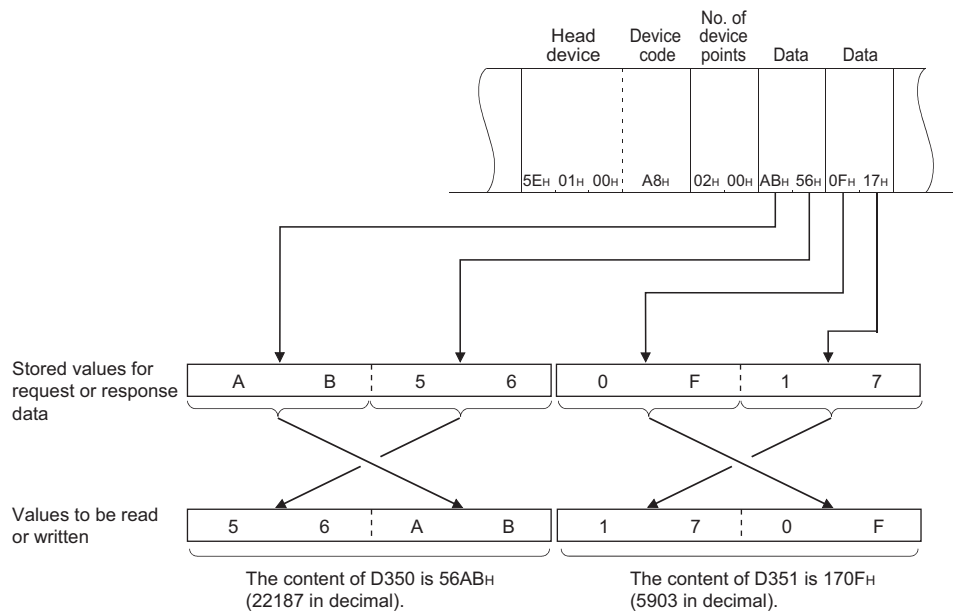 Head device
Device code
No. of device points
Data
Data
5EH 01H 00H A8H 02H 00H ABH 56H 0FH 17H
Stored values for request or response data
A B 5 6 0 F 1 7
Values to be read or written
5 6 A B 1 7 0 F
The content of D350 is 56ABH
(22187 in decimal).
The content of D351 is 170FH
(5903 in decimal).